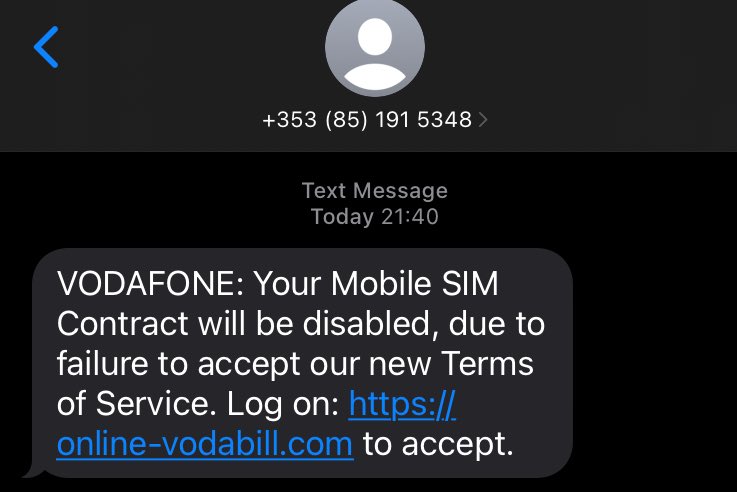 +353 (85) 191 5348
Text Message
Today 21:40
VODAFONE: Your Mobile SIM
Contract will be disabled, due to
failure to accept our new Terms
of Service. Log on: https://
online-vodabill.com to accept.